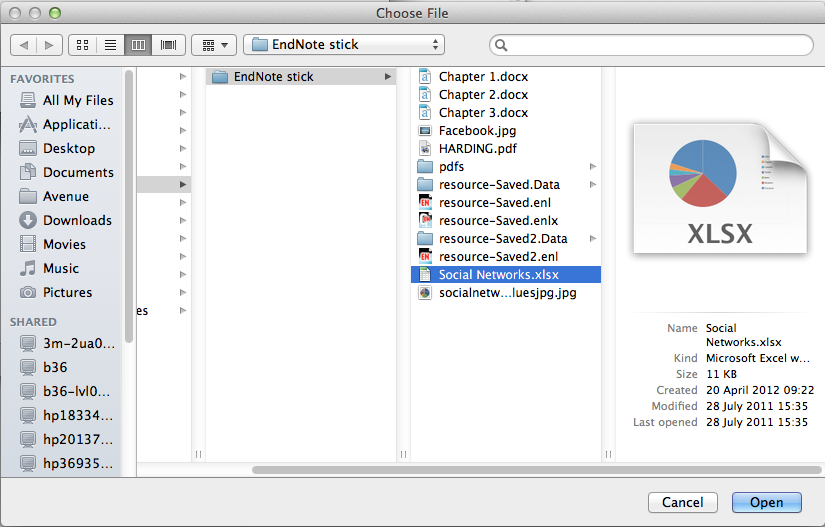 Choose File
EndNote stick
FAVORITES
All My Files
Applicati...
Desktop
Documents
Avenue
Downloads
Movies
Music
Pictures
SHARED
3m-2ua0...
b36
b36-lvl0...
hp18334...
hp20137...
hp36935...
es
EndNote stick
Chapter 1.docx
Chapter 2.docx
Chapter 3.docx
Facebook.jpg
HARDING.pdf
pdfs
resource-Saved.Data
resource-Saved.enl
resource-Saved.enlx
resource-Saved2.Data
resource-Saved2.enl
Social Networks.xlsx
socialnetw...luesjpg.jpg
XLSX
Name Social
Networks.xlsx
Kind Microsoft Excel w...
Size 11 KB
Created 20 April 2012 09:22
Modified 28 July 2011 15:35
Last opened 28 July 2011 15:35
Cancel Open